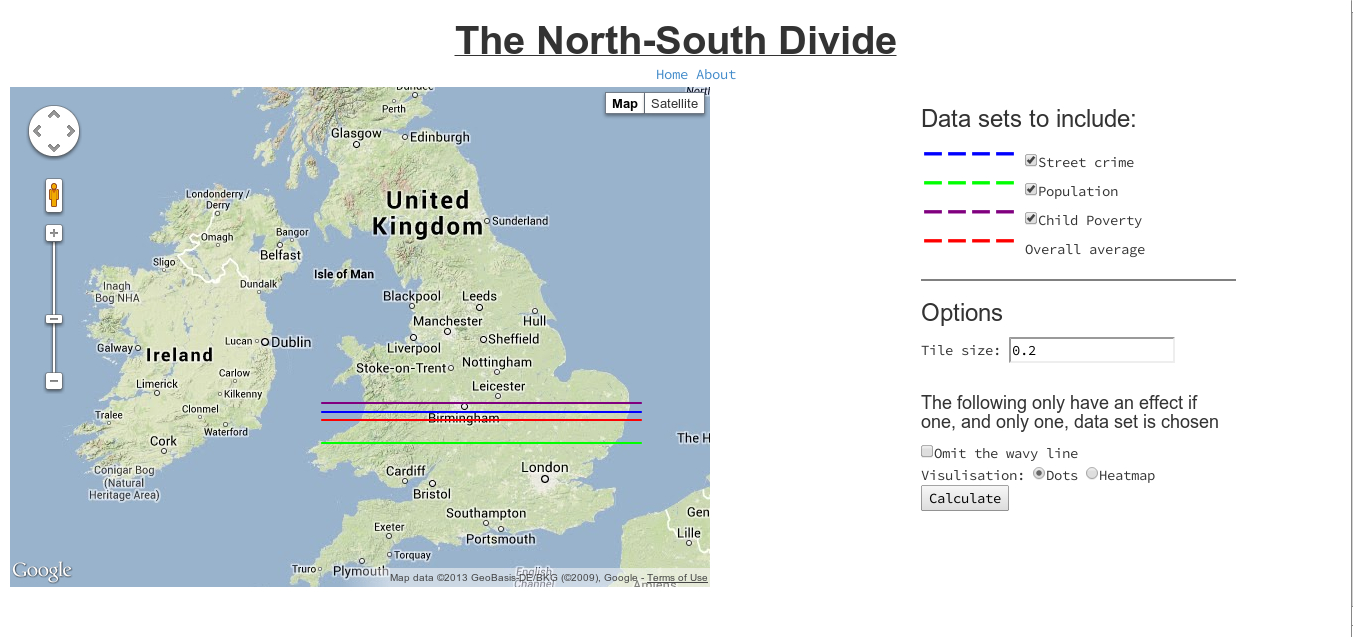 The North-South Divide
Home About
Dundee
North
Map Satellite
Perth
Glasgow
Edinburgh
Londonderry /
Derry
United
Kingdom
Sunderland
Omagh
Bangor
Belfast
Sligo
Isle of Man
Dundalk
Inagh
Bog NHA
Blackpool
Leeds
Manchester
Hull
Galway
Ireland
Lucan
Dublin
Liverpool
Sheffield
Stoke-on-Trent
Nottingham
Carlow
Limerick
Leicester
Kilkenny
Tralee
Clonmel
Birmingham
Waterford
Cork
The H
Conigar Bog
(Natural
Heritage Area)
Cardiff
London
Bristol
Southampton
Gen
Exeter
Portsmouth
Lille
Torquay
Truro
Plymouth
English
Channel
Google
Map data ©2013 GeoBasis-DE/BKG (©2009), Google - Terms of Use
Amiens
Data sets to include:
Street crime
Population
Child Poverty
Overall average
Options
Tile size: 0.2
The following only have an effect if
one, and only one, data set is chosen
Omit the wavy line
Visulisation: Dots Heatmap
Calculate